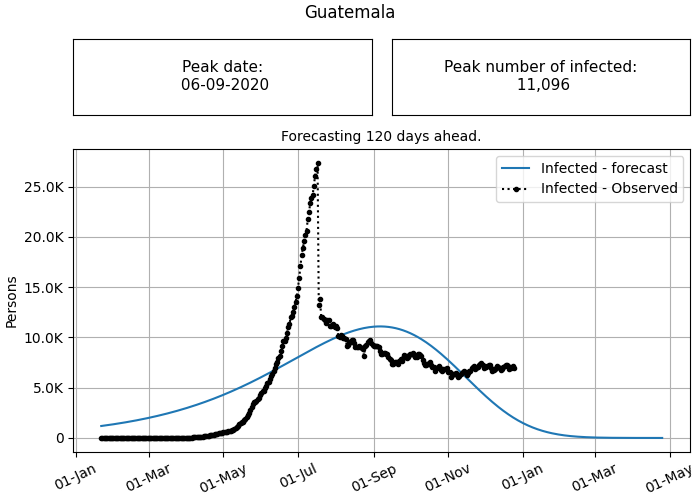 Guatemala
Peak date:
06-09-2020
Peak number of infected:
11,096
Forecasting 120 days ahead.
Infected - forecast
Infected - Observed
Persons
25.0K
20.0K
15.0K
10.0K
5.0K
0
01-Jan
01-Mar
01-May
01-Jul
01-Sep
01-Nov
01-Jan
01-Mar
01-May